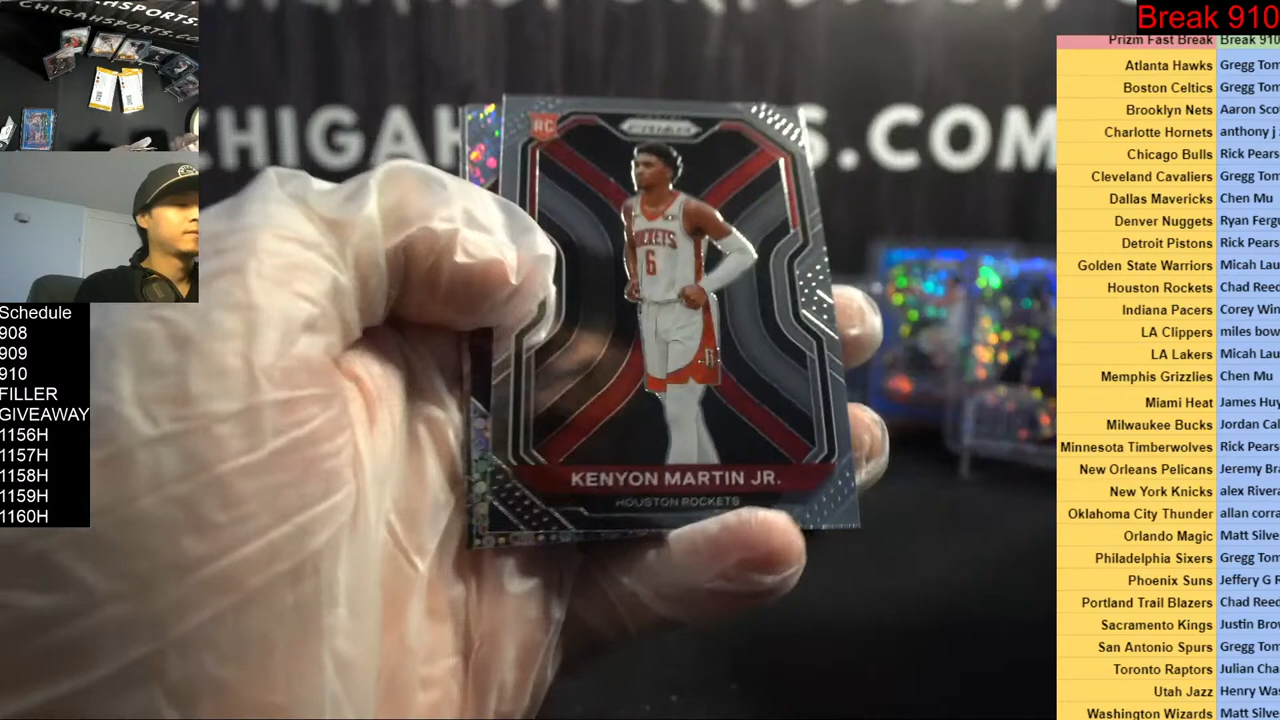 Break 910
CHIGAHSPORTS.COM
CHIGAHSPORTS.
CHIGAH
S.COM
RC
PRIZM
ROCKETS
6
KENYON MARTIN JR.
HOUSTON ROCKETS
Schedule
908
909
910
FILLER
GIVEAWAY
1156H
1157H
1158H
1159H
1160H
Prizm Fast Break Break 910
Atlanta Hawks Gregg Tom
Boston Celtics Gregg Tom
Brooklyn Nets Aaron Sco
Charlotte Hornets anthony j
Chicago Bulls Rick Pears
Cleveland Cavaliers Gregg Tom
Dallas Mavericks Chen Mu
Denver Nuggets Ryan Fergu
Detroit Pistons Rick Pears
Golden State Warriors Micah Lau
Houston Rockets Chad Reed
Indiana Pacers Corey Win
LA Clippers miles bow
LA Lakers Micah Lau
Memphis Grizzlies Chen Mu
Miami Heat James Huy
Milwaukee Bucks Jordan Cal
Minnesota Timberwolves Rick Pears
New Orleans Pelicans Jeremy Bra
New York Knicks alex Rivera
Oklahoma City Thunder allan corra
Orlando Magic Matt Silve
Philadelphia Sixers Gregg Tom
Phoenix Suns Jeffery G R
Portland Trail Blazers Chad Reed
Sacramento Kings Justin Brow
San Antonio Spurs Gregg Tom
Toronto Raptors Julian Cha
Utah Jazz Henry Was
Washington Wizards Matt Silve